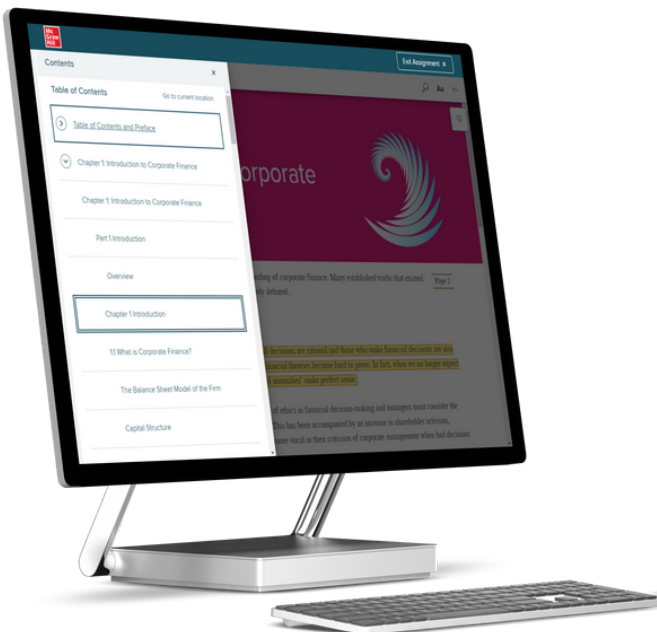 Mc
Graw
Hill
Exit Assignment x
Contents
x
Table of Contents
Go to current location
Aa
Table of Contents and Preface
Chapter 1: Introduction to Corporate Finance
Chapter 1: Introduction to Corporate Finance
Part 1 Introduction
Overview
Chapter 1 Introduction
1.1 What is Corporate Finance?
The Balance Sheet Model of the Firm
Capital Structure
orporate
ding of corporate finance. Many established truths that existed
Page 2
ely debated.
decisions are rational and those who make financial decisions are also
nancial theories become hard to prove. In fact, when we no longer expect
anomalies' make perfect sense.
of ethics in financial decision-making and managers must consider the
This has been accompanied by an increase in shareholder activism,
more vocal in their criticism of corporate management when bad decisions